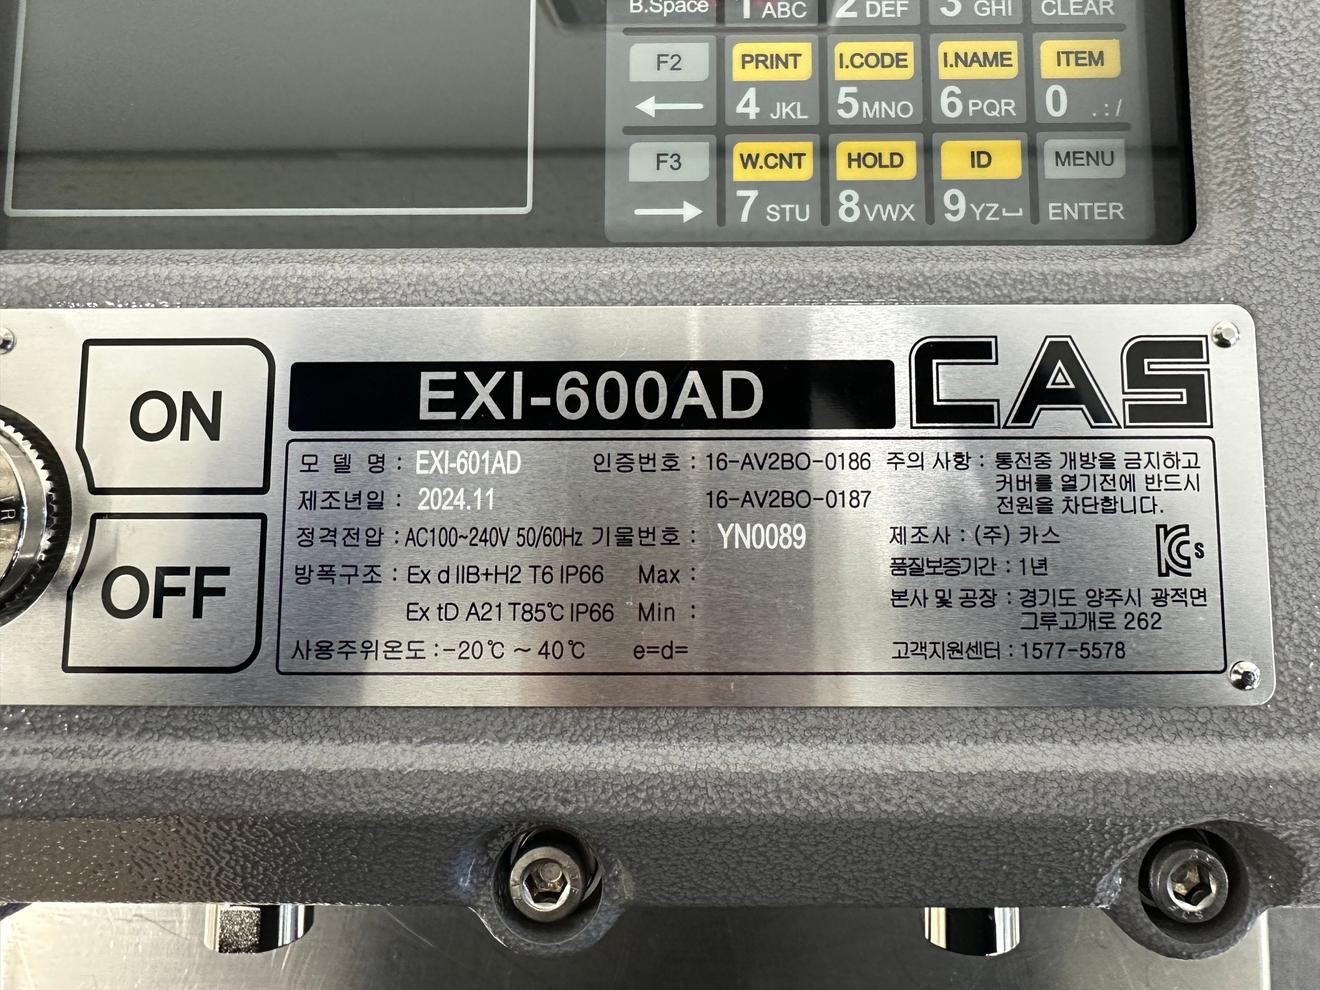 B.Space 1 ABC 2 DEF 3 GHI CLEAR
F2 PRINT I.CODE I.NAME ITEM
4 JKL 5 MNO 6 PQR 0 .:/
F3 W.CNT HOLD ID MENU
7 STU 8 VWX 9 YZ ENTER
ON
OFF
EXI-600AD
CAS
모 델 명 : EXI-601AD
제조년월 : 2024.11
정격전압 : AC100~240V 50/60Hz
방폭구조 : Ex d IIB+H2 T6 IP66
Ex tD A21 T85℃ IP66
사용주위온도 : -20℃ ~ 40℃
인증번호 : 16-AV2BO-0186
16-AV2BO-0187
기물번호 : YN0089
Max :
Min :
e=d=
주의 사항 : 통전중 개방을 금지하고
커버를 열기전에 반드시
전원을 차단합니다.
제조사 : (주) 카스
품질보증기간 : 1년
본사 및 공장 : 경기도 양주시 광적면
그루고개로 262
고객지원센터 : 1577-5578
KCs